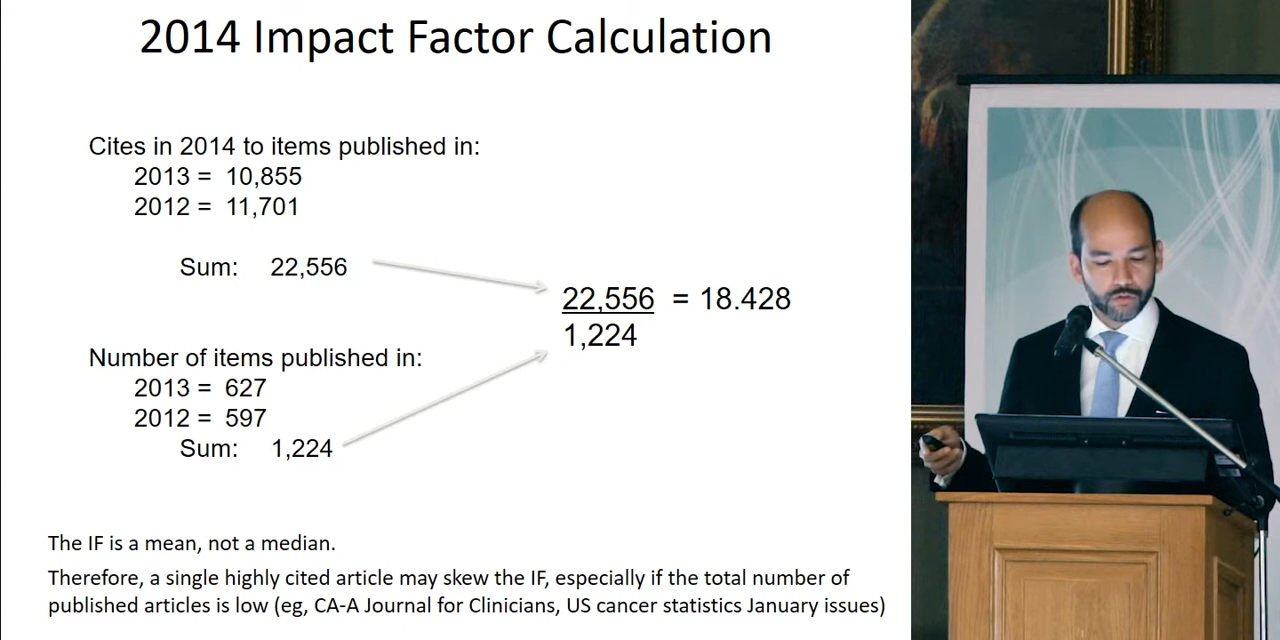 2014 Impact Factor Calculation
Cites in 2014 to items published in:
2013 = 10,855
2012 = 11,701
Sum: 22,556
22,556 = 18.428
1,224
Number of items published in:
2013 = 627
2012 = 597
Sum: 1,224
The IF is a mean, not a median.
Therefore, a single highly cited article may skew the IF, especially if the total number of
published articles is low (eg, CA-A Journal for Clinicians, US cancer statistics January issues)